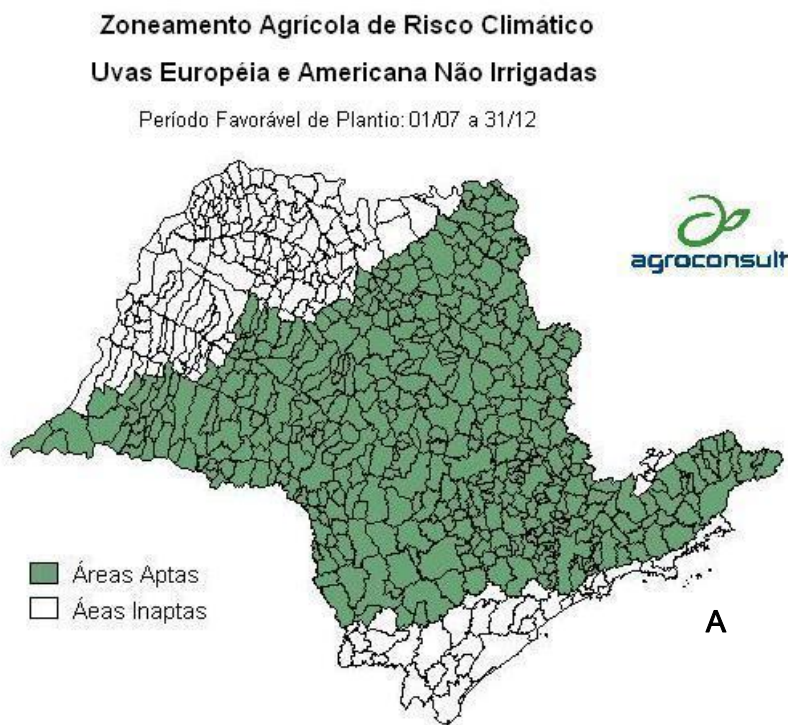 Zoneamento Agrícola de Risco Climático
Uvas Européia e Americana Não Irrigadas
Período Favorável de Plantio: 01/07 a 31/12
agroconsult
Áreas Aptas
Áeas Inaptas
A